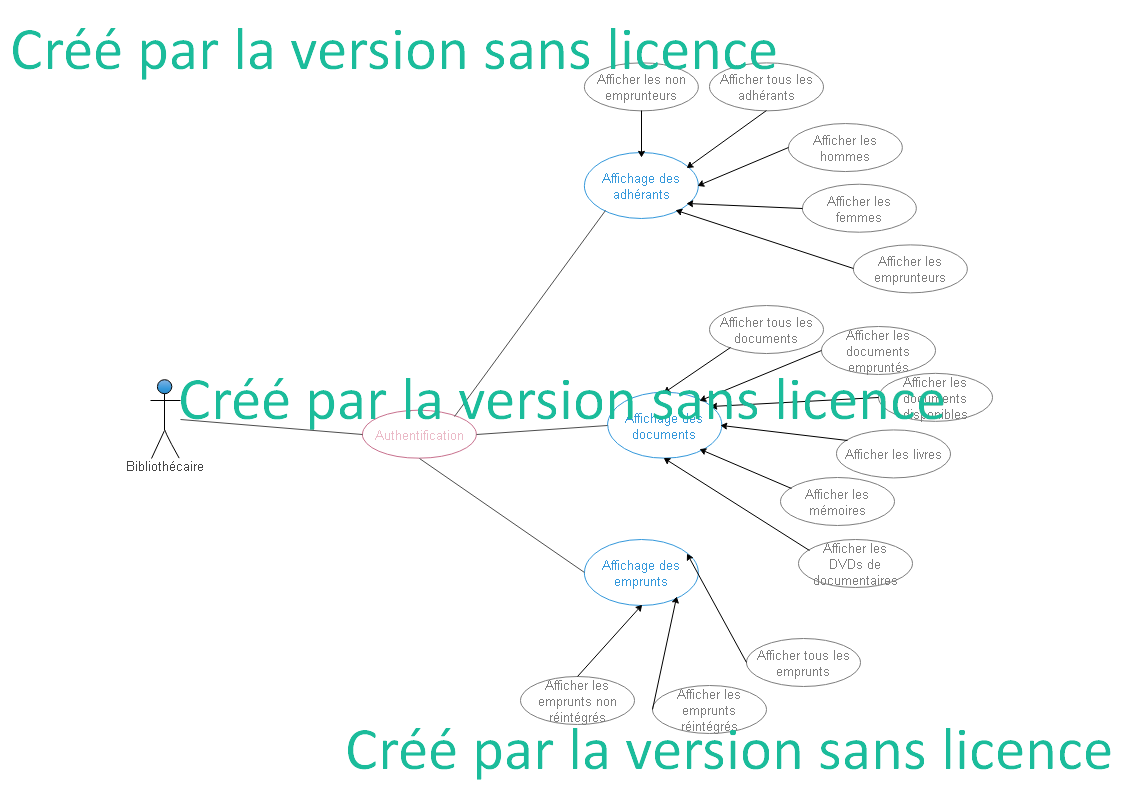 Créé par la version sans licence
Afficher les non
emprunteurs
Afficher tous les
adhérants
Afficher les
hommes
Affichage des
adhérants
Afficher les
femmes
Afficher les
emprunteurs
Afficher tous les
documents
Afficher les
documents
empruntés
Afficher les
documents
disponibles
Créé par la version sans licence
Authentification
Affichage des
documents
Afficher les livres
Bibliothécaire
Afficher les
mémoires
Afficher les
DVDs de
documentaires
Affichage des
emprunts
Afficher tous les
emprunts
Afficher les
emprunts non
réintégrés
Afficher les
emprunts
réintégrés
Créé par la version sans licence